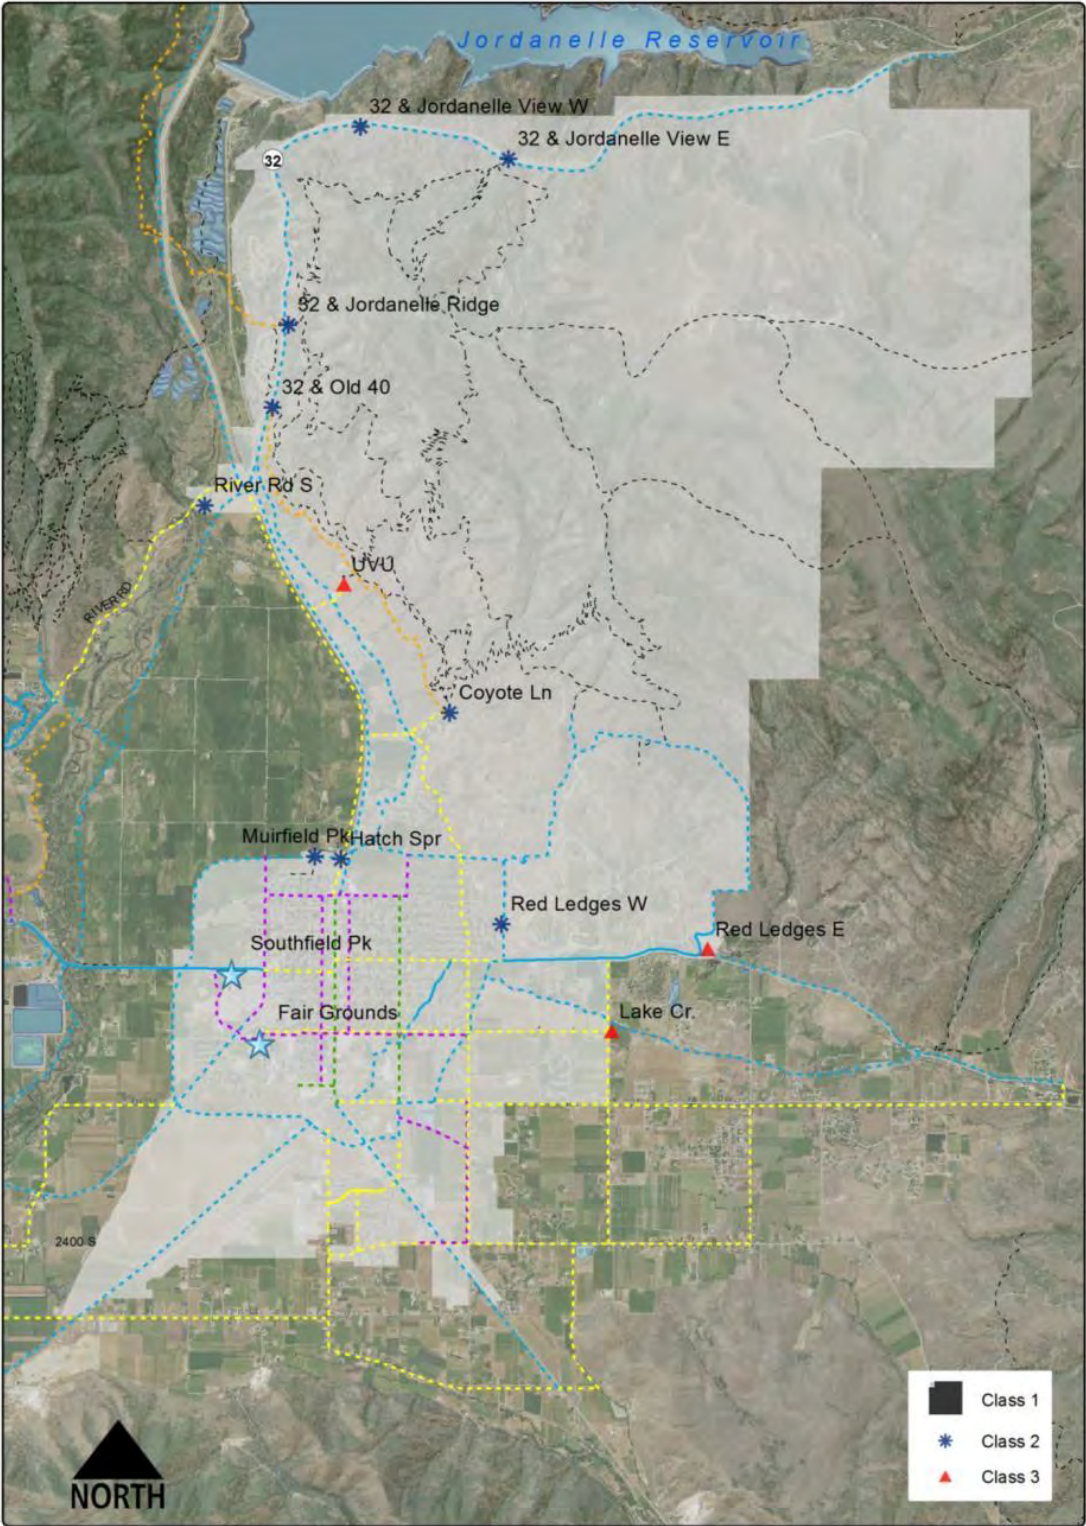 Jordanelle Reservoir
32 & Jordanelle View W
32 & Jordanelle View E
32
32 & Jordanelle Ridge
32 & Old 40
River Rd S
UVU
RIVER RD
Coyote Ln
Muirfield Pk
Hatch Spr
Red Ledges W
Red Ledges E
Southfield Pk
Fair Grounds
Lake Cr.
2400 S
Class 1
Class 2
Class 3
NORTH